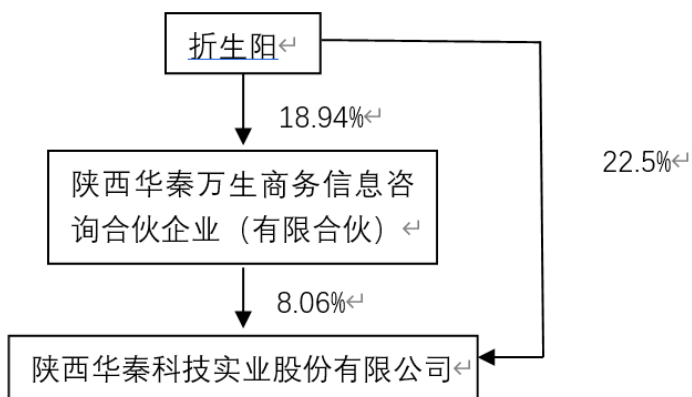 折生阳
18.94%
22.5%
陕西华秦万生商务信息咨
询合伙企业（有限合伙）
8.06%
陕西华秦科技实业股份有限公司